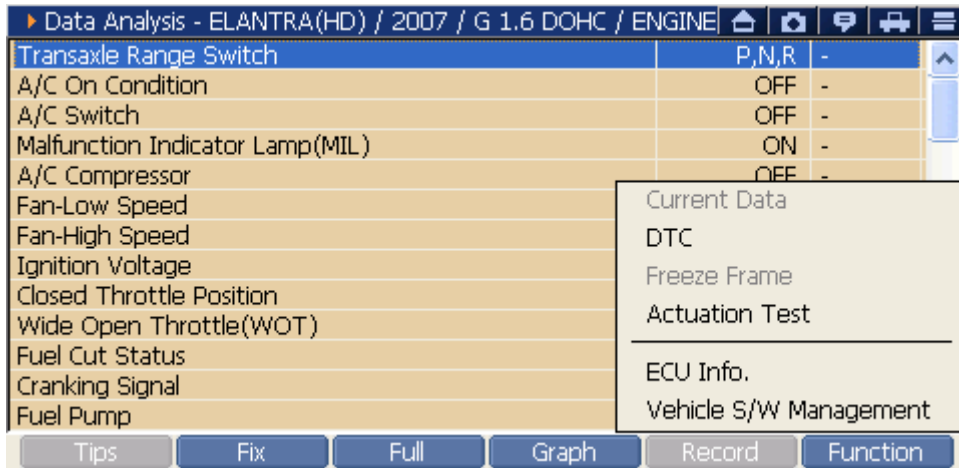 Data Analysis - ELANTRA(HD) / 2007 / G 1.6 DOHC / ENGINE
Transaxle Range Switch P,N,R -
A/C On Condition OFF -
A/C Switch OFF -
Malfunction Indicator Lamp(MIL) ON -
A/C Compressor OFF -
Fan-Low Speed
Fan-High Speed
Ignition Voltage
Closed Throttle Position
Wide Open Throttle(WOT)
Fuel Cut Status
Cranking Signal
Fuel Pump
Current Data
DTC
Freeze Frame
Actuation Test
ECU Info.
Vehicle S/W Management
Tips Fix Full Graph Record Function